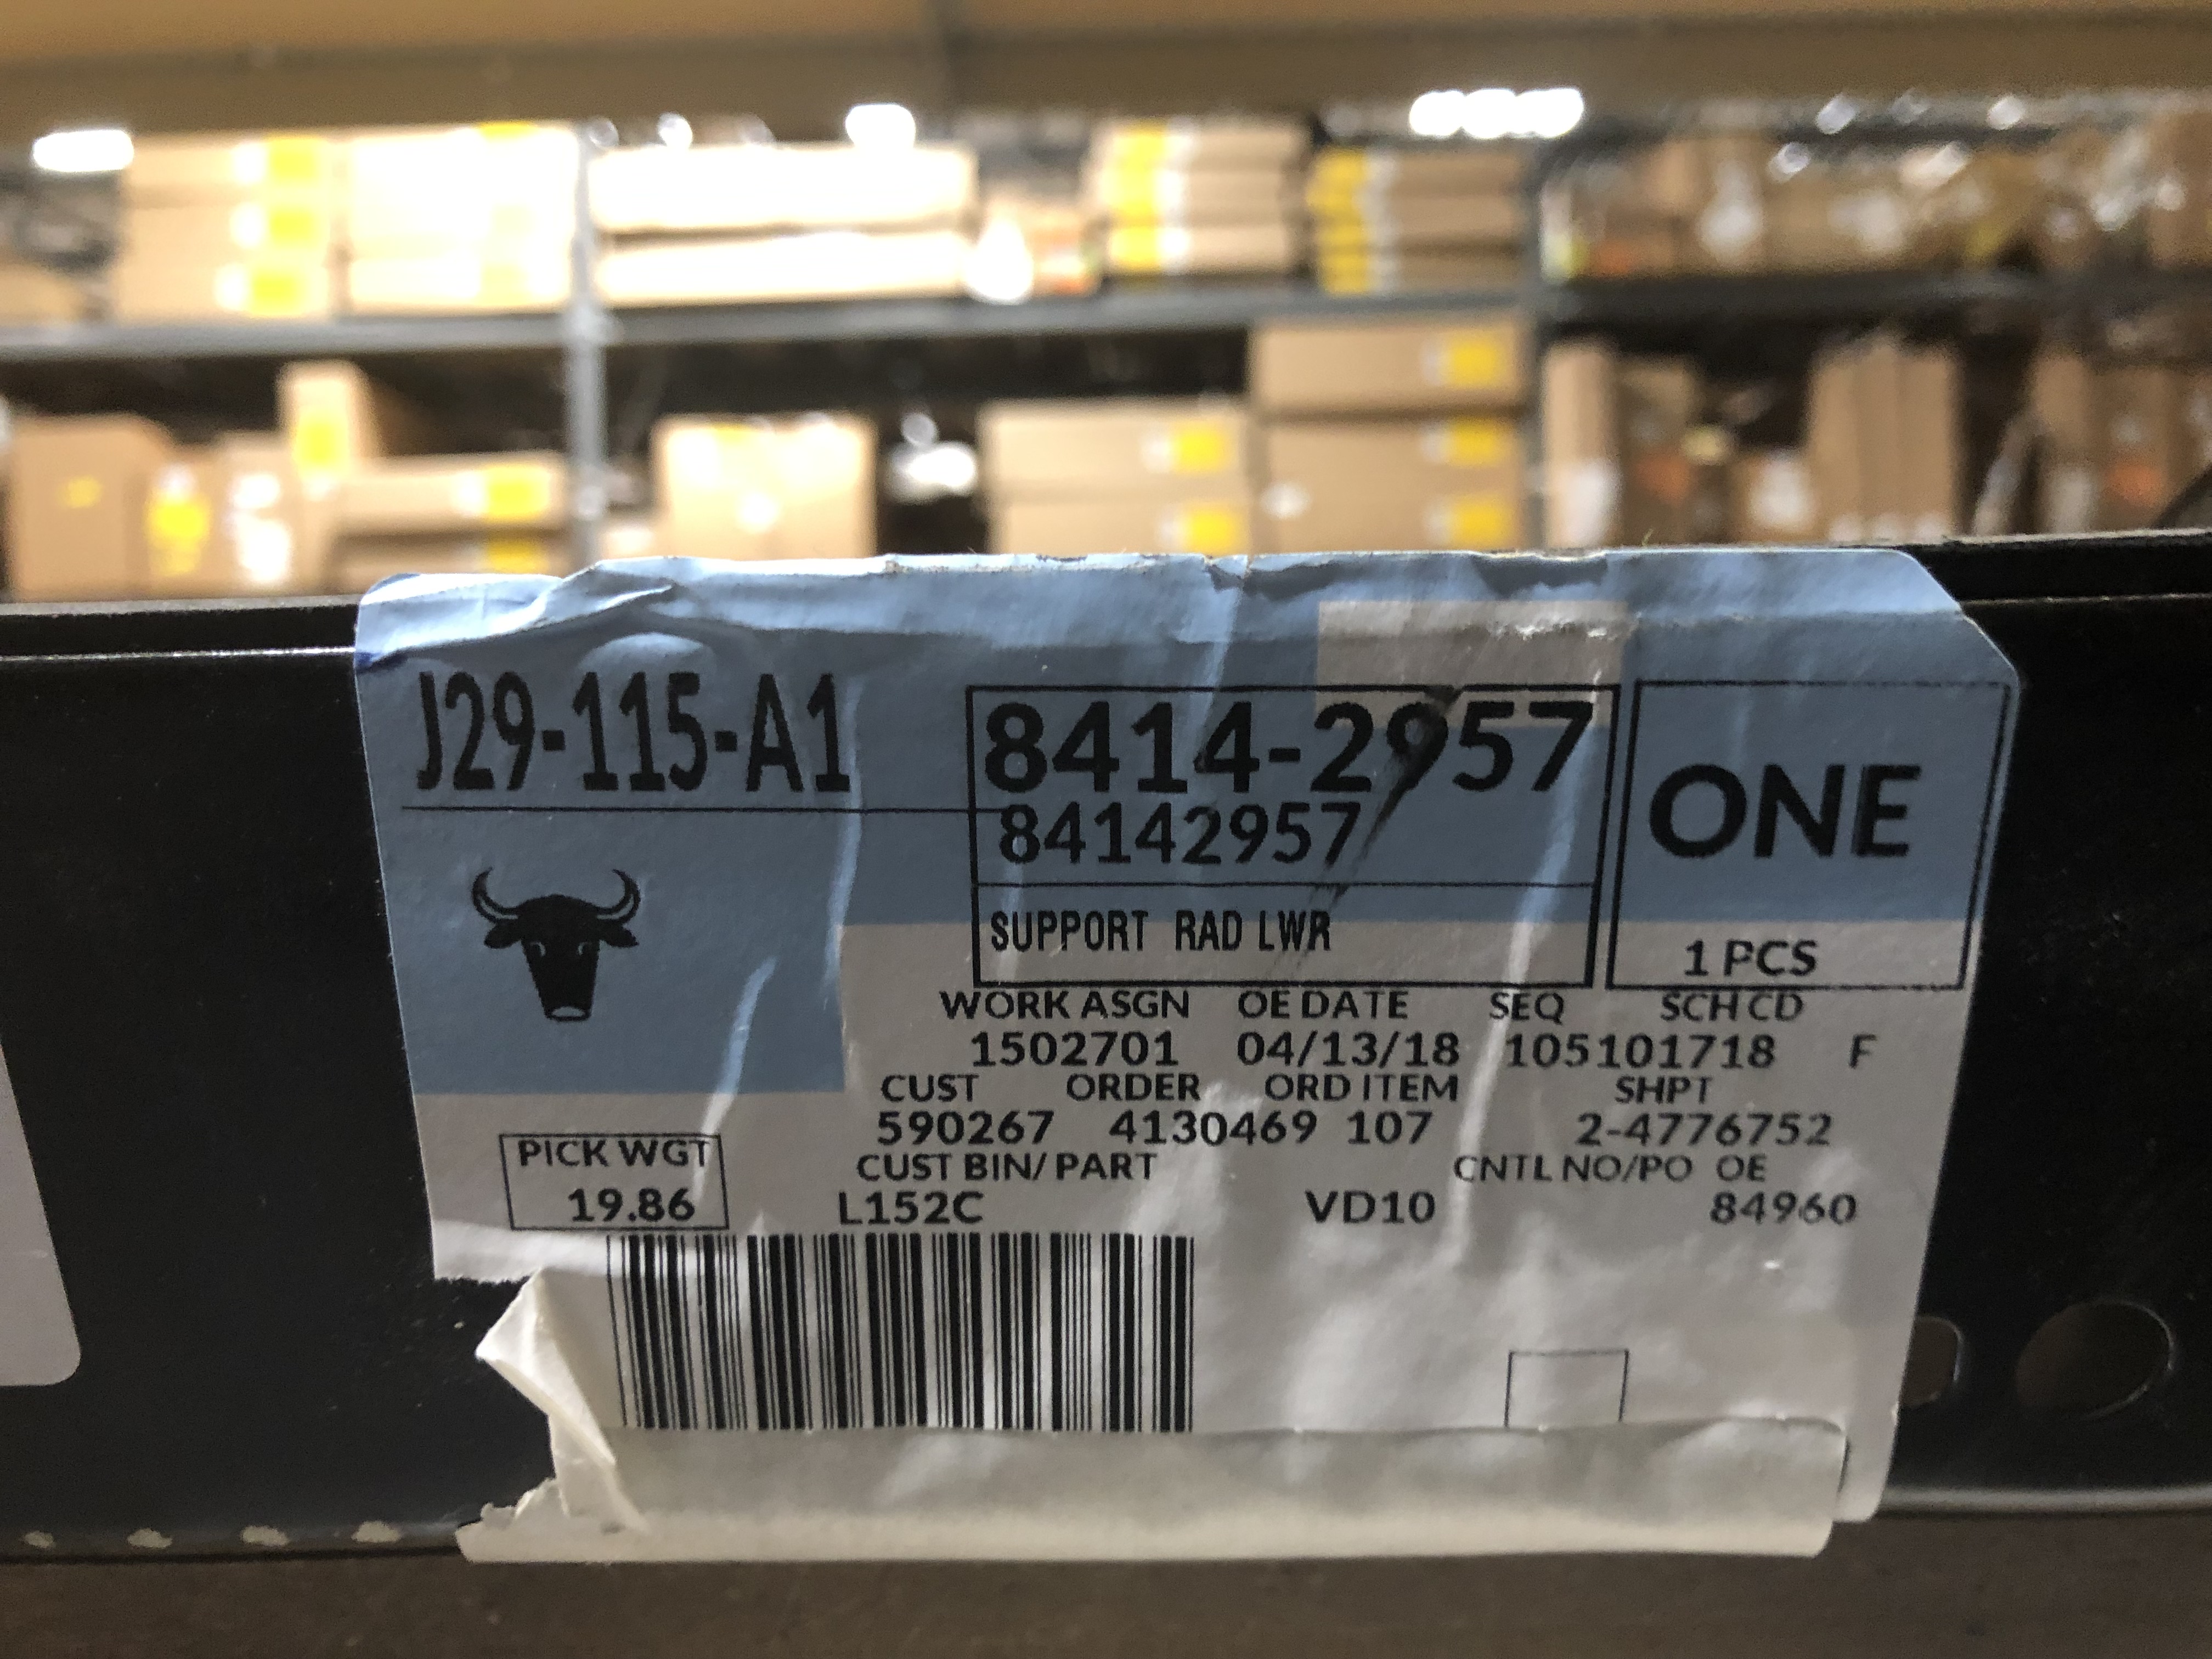 J29-115-A1
8414-2957
84142957
SUPPORT RAD LWR
ONE
1 PCS
WORK ASGN OE DATE SEQ SCH CD
1502701 04/13/18 105101718 F
CUST ORDER ORD ITEM SHPT
590267 4130469 107 2-4776752
PICK WGT
19.86
CUST BIN/PART CNTL NO/PO OE
L152C VD10 84960